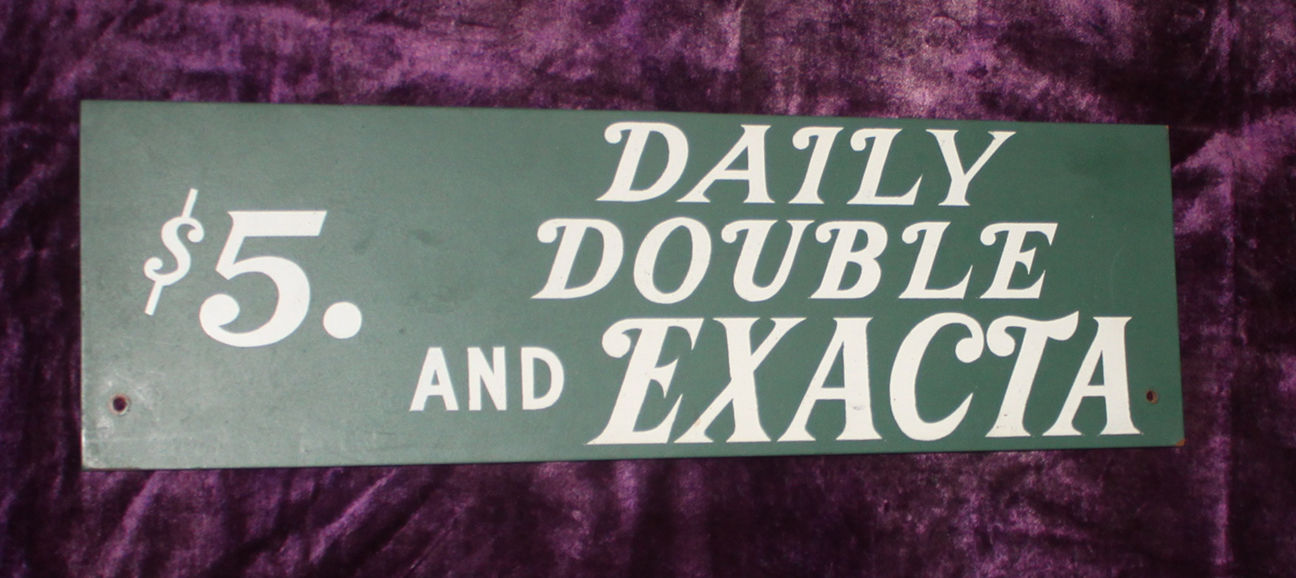 $5.
DAILY
DOUBLE
AND EXACTA